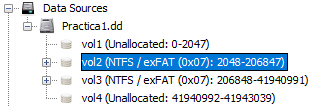 Data Sources
Practica1.dd
vol1 (Unallocated: 0-2047)
vol2 (NTFS / exFAT (0x07): 2048-206847)
vol3 (NTFS / exFAT (0x07): 206848-41940991)
vol4 (Unallocated: 41940992-41943039)